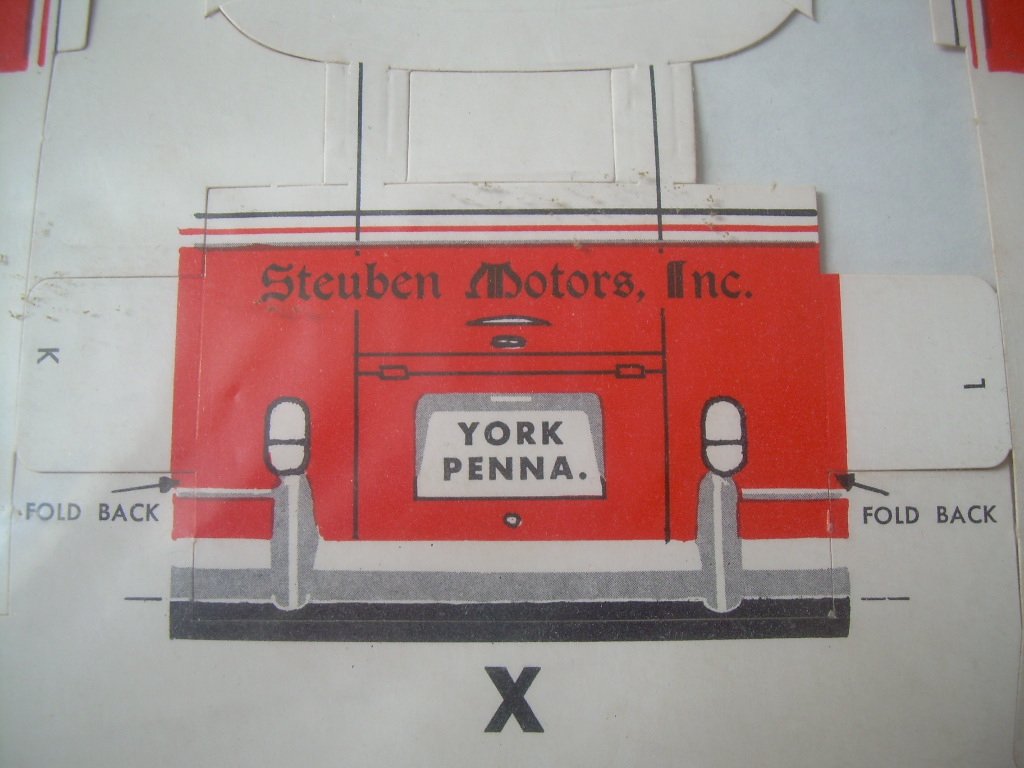 Steuben Motors, Inc.
K
L
YORK
PENNA.
FOLD BACK
FOLD BACK
X